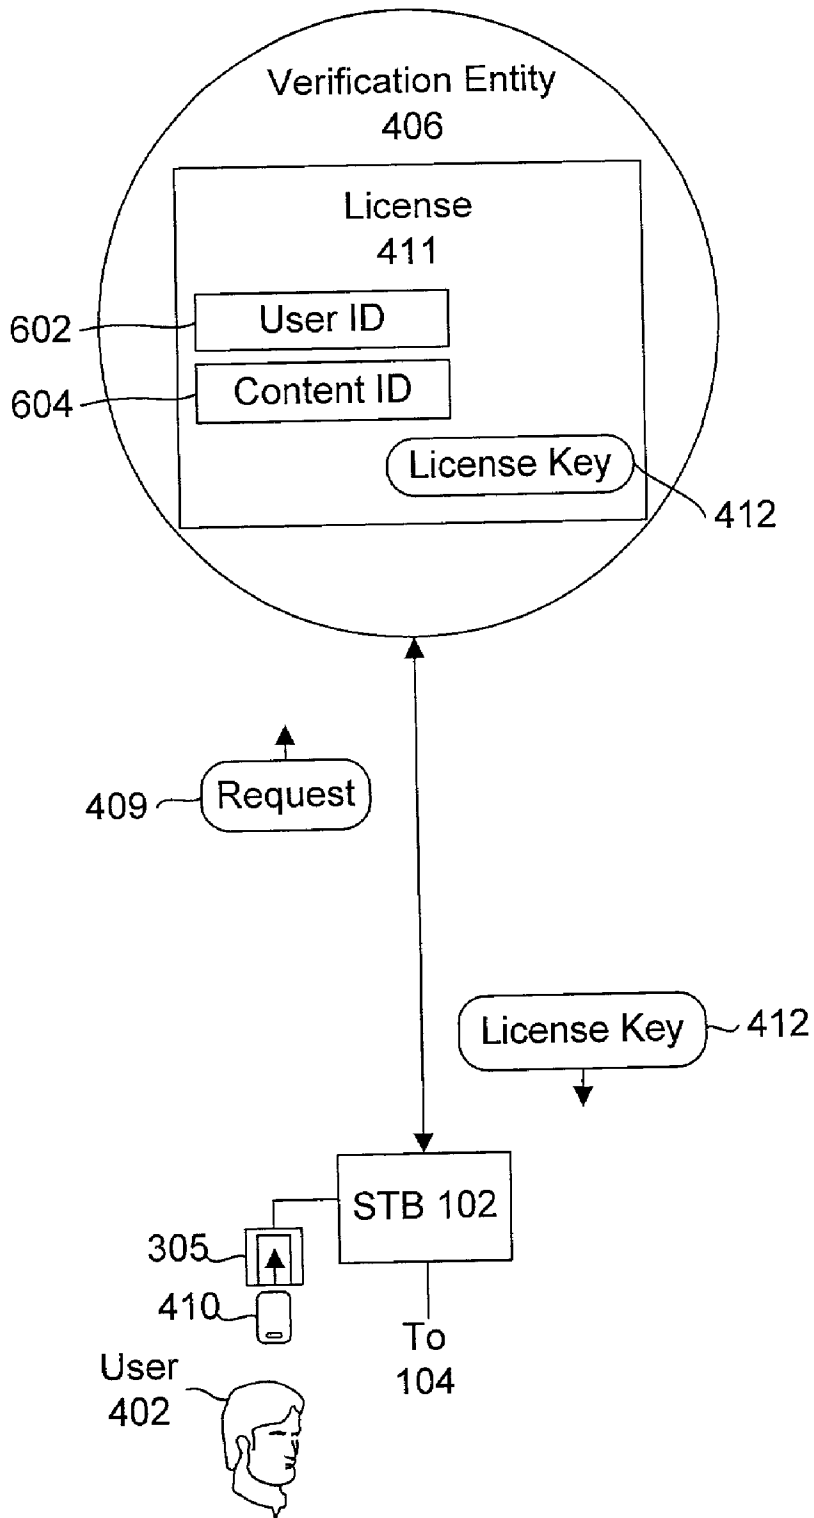 Verification Entity
406
License
411
602
User ID
604
Content ID
License Key
412
409
Request
License Key
412
STB 102
305
410
To
104
User
402